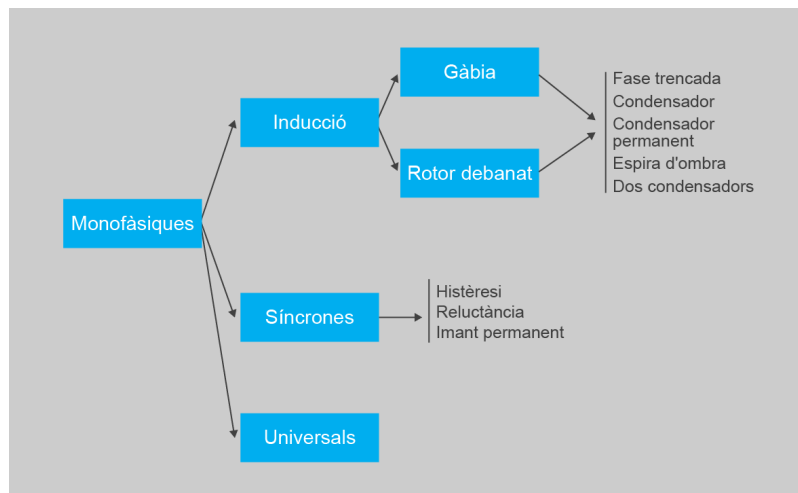 Monofàsiques
Inducció
Gàbia
Rotor debanat
Fase trencada
Condensador
Condensador
permanent
Espira d'ombra
Dos condensadors
Síncrones
Histèresi
Reluctància
Imant permanent
Universals